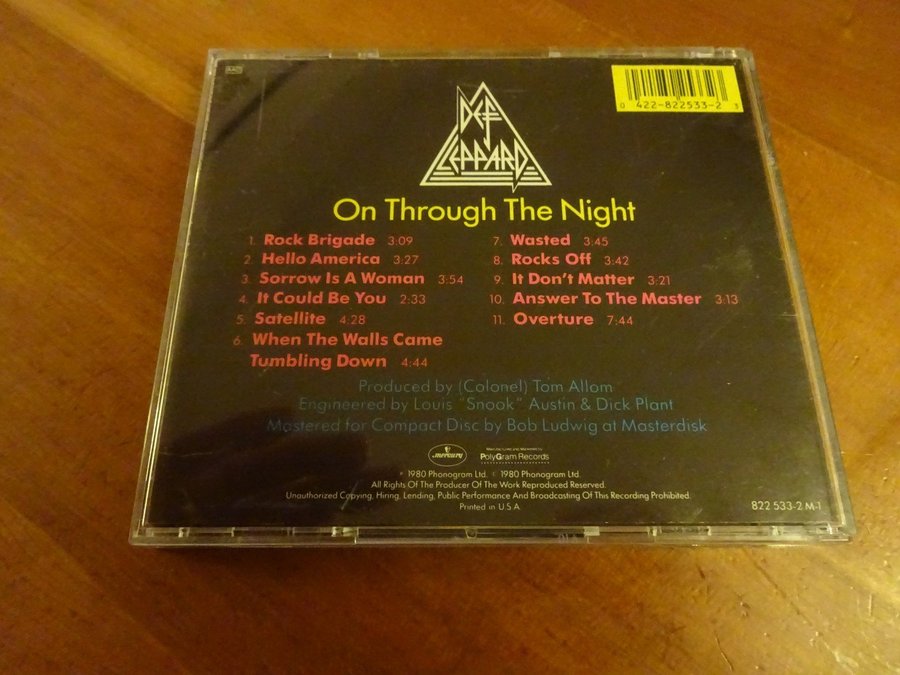 DEF
LEPPARD
0 422-822533-2 3
On Through The Night
1. Rock Brigade 3:09
2. Hello America 3:27
3. Sorrow Is A Woman 3:54
4. It Could Be You 2:33
5. Satellite 4:28
6. When The Walls Came
Tumbling Down 4:44
7. Wasted 3:45
8. Rocks Off 3:42
9. It Don't Matter 3:21
10. Answer To The Master 3:13
11. Overture 7:44
Produced by (Colonel) Tom Allom
Engineered by Louis "Snook" Austin & Dick Plant
Mastered for Compact Disc by Bob Ludwig at Masterdisk
mercury
Manufactured and Marketed by
PolyGram Records
℗ 1980 Phonogram Ltd. © 1980 Phonogram Ltd.
All Rights Of The Producer Of The Work Reproduced Reserved.
Unauthorized Copying, Hiring, Lending, Public Performance And Broadcasting Of This Recording Prohibited.
Printed in U.S.A.
822 533-2 M-1